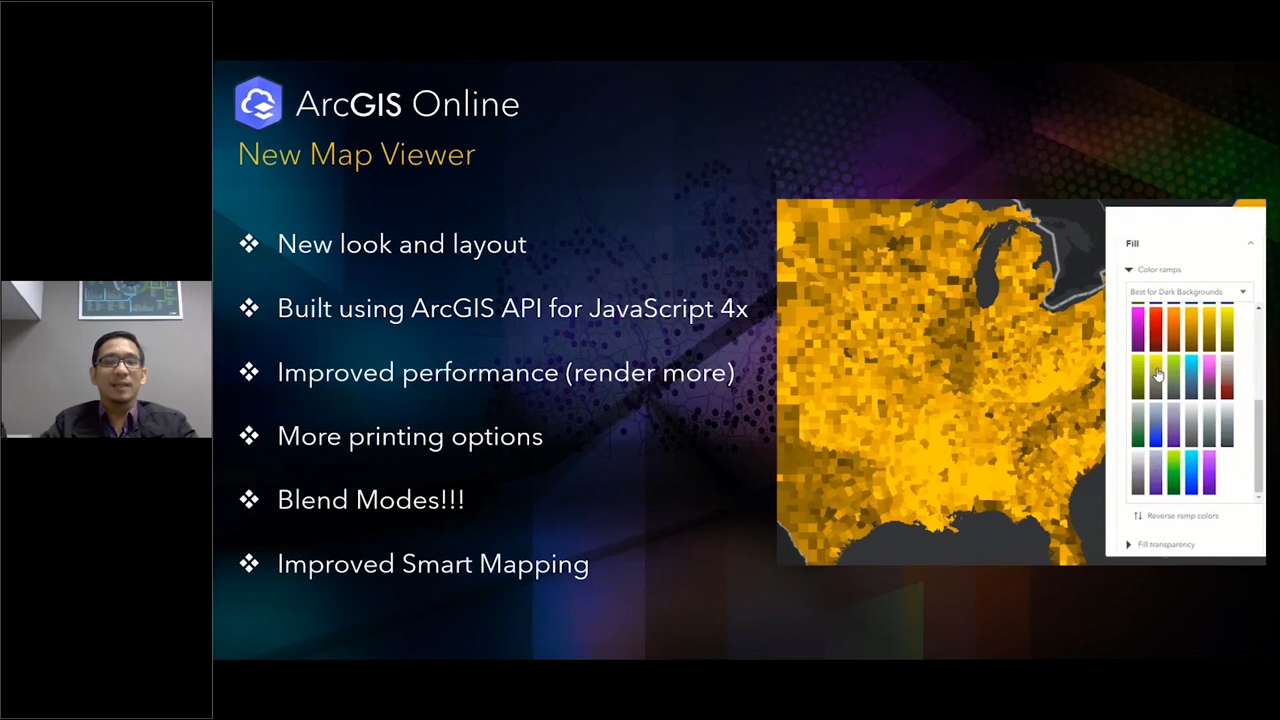 ArcGIS Online
New Map Viewer
❖ New look and layout
❖ Built using ArcGIS API for JavaScript 4x
❖ Improved performance (render more)
❖ More printing options
❖ Blend Modes!!!
❖ Improved Smart Mapping
Fill
Color ramps
Best for Dark Backgrounds
Reverse ramp colors
Fill transparency